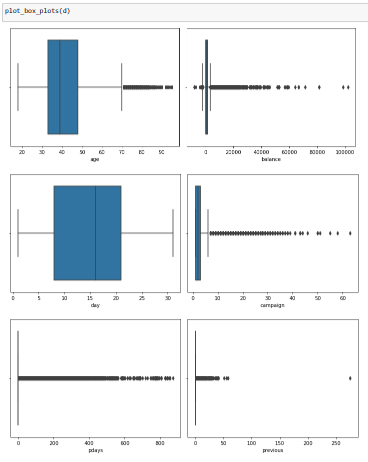 plot_box_plots(d)
20 30 40 50 60 70 80 90
age
0 20000 40000 60000 80000 100000
balance
0 5 10 15 20 25 30
day
0 10 20 30 40 50 60
campaign
0 200 400 600 800
pdays
0 50 100 150 200 250
previous